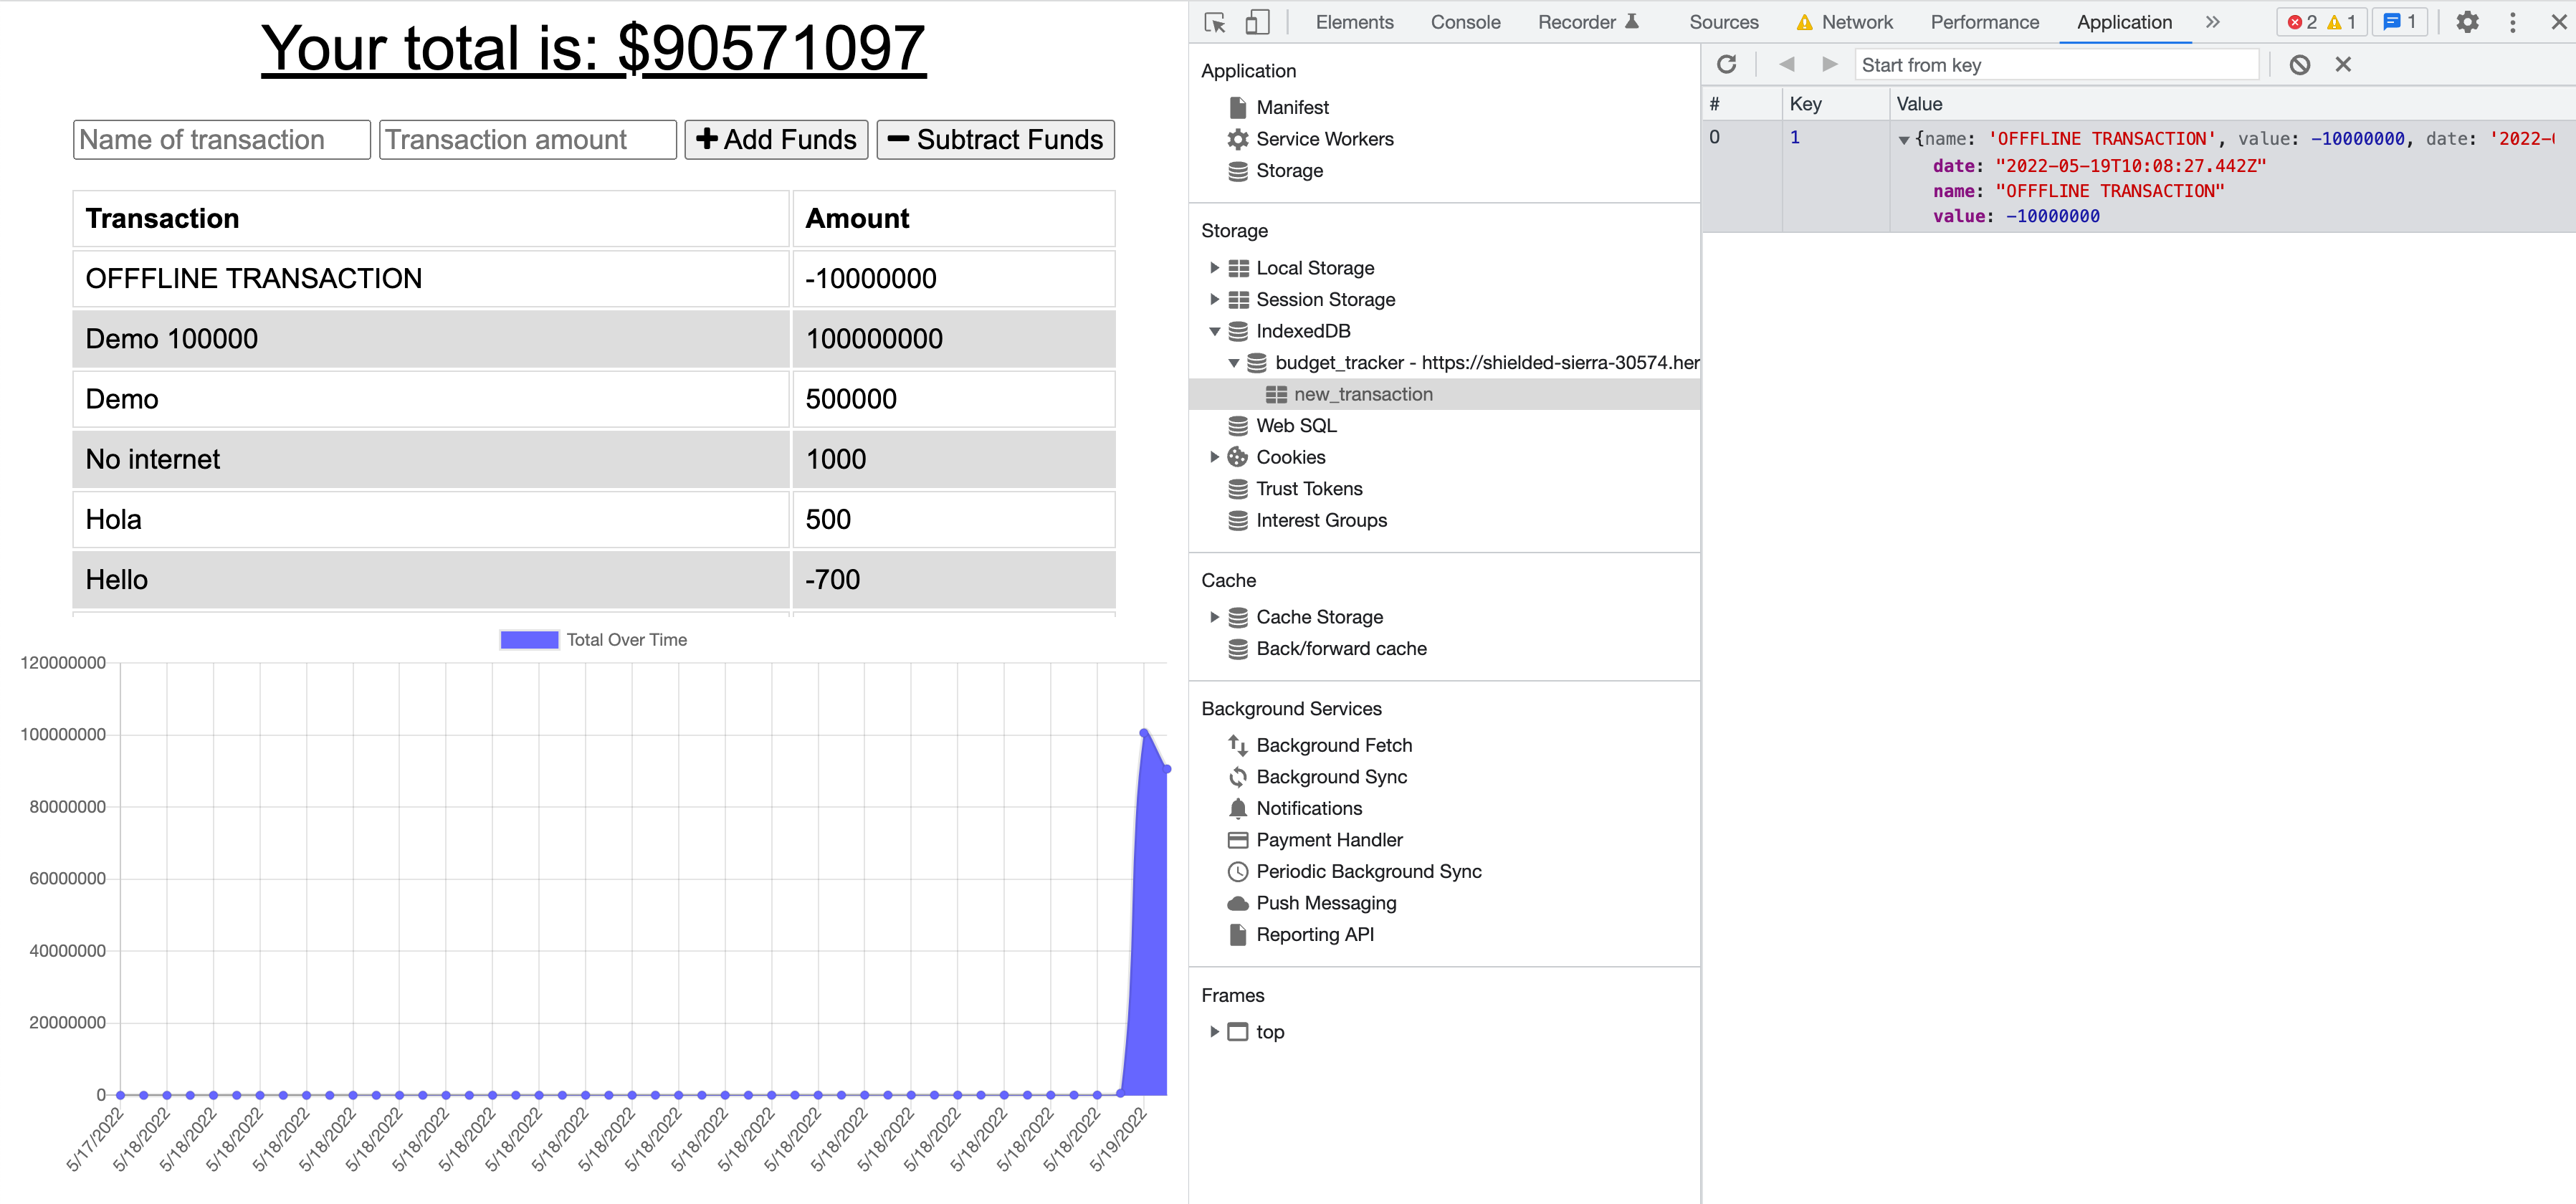 Your total is: $90571097
Name of transaction Transaction amount Add Funds Subtract Funds
Transaction Amount
OFFFLINE TRANSACTION -10000000
Demo 100000 100000000
Demo 500000
No internet 1000
Hola 500
Hello -700
Total Over Time
120000000
100000000
80000000
60000000
40000000
20000000
0
5/17/2022 5/18/2022 5/18/2022 5/18/2022 5/18/2022 5/18/2022 5/18/2022 5/18/2022 5/18/2022 5/18/2022 5/18/2022 5/18/2022 5/18/2022 5/18/2022 5/18/2022 5/18/2022 5/18/2022 5/18/2022 5/18/2022 5/18/2022 5/18/2022 5/18/2022 5/19/2022
Elements Console Recorder Sources Network Performance Application 2 1 1
Application
Manifest
Service Workers
Storage
Storage
Local Storage
Session Storage
IndexedDB
budget_tracker - https://shielded-sierra-30574.her
new_transaction
Web SQL
Cookies
Trust Tokens
Interest Groups
Cache
Cache Storage
Back/forward cache
Background Services
Background Fetch
Background Sync
Notifications
Payment Handler
Periodic Background Sync
Push Messaging
Reporting API
Frames
top
Start from key
# Key Value
0 1 {name: 'OFFFLINE TRANSACTION', value: -10000000, date: '2022-
date: "2022-05-19T10:08:27.442Z"
name: "OFFFLINE TRANSACTION"
value: -10000000